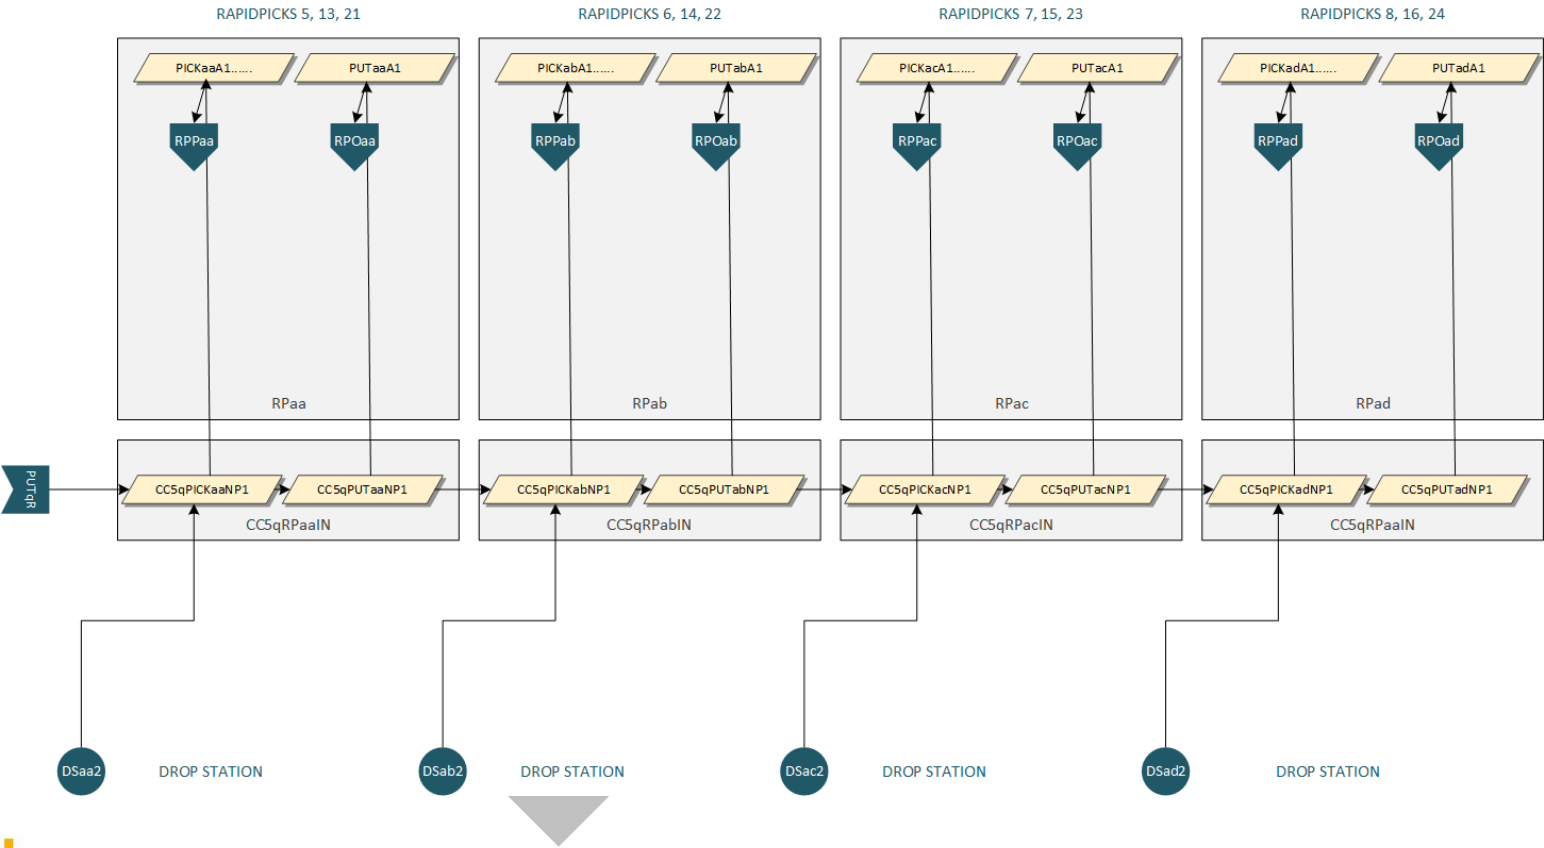 RAPIDPICKS 5, 13, 21
RAPIDPICKS 6, 14, 22
RAPIDPICKS 7, 15, 23
RAPIDPICKS 8, 16, 24
PICKaaA1......
PUTaaA1
PICKabA1......
PUTabA1
PICKacA1......
PUTacA1
PICKadA1......
PUTadA1
RPPaa
RPOaa
RPPab
RPOab
RPPac
RPOac
RPPad
RPOad
RPaa
RPab
RPac
RPad
PUTqR
CC5qPICKaaNP1
CC5qPUTaaNP1
CC5qPICKabNP1
CC5qPUTabNP1
CC5qPICKacNP1
CC5qPUTacNP1
CC5qPICKadNP1
CC5qPUTadNP1
CC5qRPaaIN
CC5qRPabIN
CC5qRPacIN
CC5qRPaaIN
DSaa2
DROP STATION
DSab2
DROP STATION
DSac2
DROP STATION
DSad2
DROP STATION